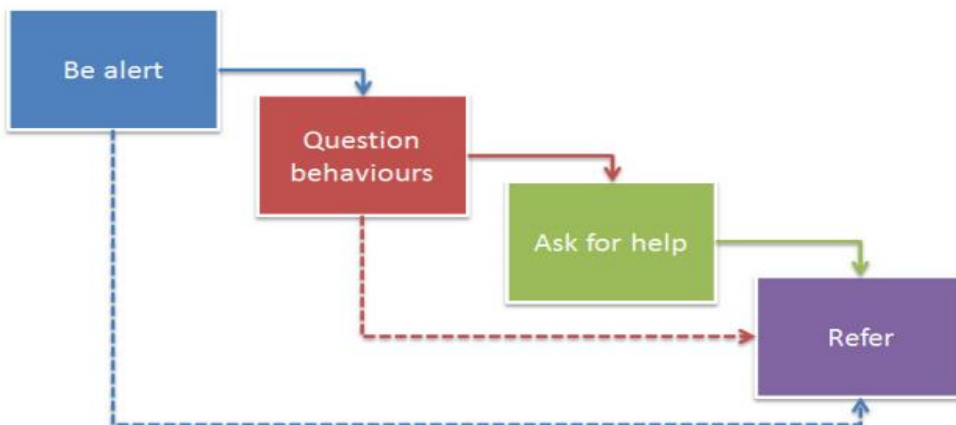 Be alert
Question
behaviours
Ask for help
Refer